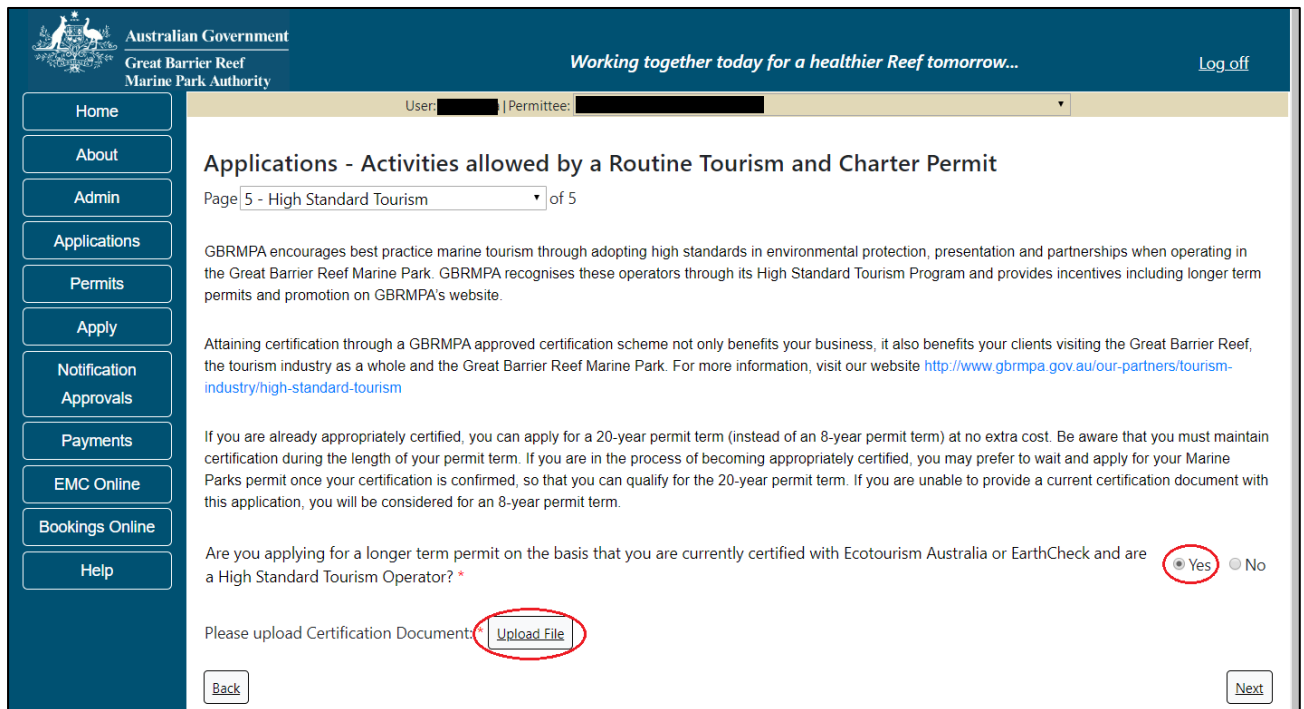 Australian Government
Great Barrier Reef
Marine Park Authority
Working together today for a healthier Reef tomorrow...
Log off
User: | Permittee:
Home
About
Admin
Applications
Permits
Apply
Notification
Approvals
Payments
EMC Online
Bookings Online
Help
Applications - Activities allowed by a Routine Tourism and Charter Permit
Page 5 - High Standard Tourism of 5
GBRMPA encourages best practice marine tourism through adopting high standards in environmental protection, presentation and partnerships when operating in
the Great Barrier Reef Marine Park. GBRMPA recognises these operators through its High Standard Tourism Program and provides incentives including longer term
permits and promotion on GBRMPA's website.
Attaining certification through a GBRMPA approved certification scheme not only benefits your business, it also benefits your clients visiting the Great Barrier Reef,
the tourism industry as a whole and the Great Barrier Reef Marine Park. For more information, visit our website http://www.gbrmpa.gov.au/our-partners/tourism-
industry/high-standard-tourism
If you are already appropriately certified, you can apply for a 20-year permit term (instead of an 8-year permit term) at no extra cost. Be aware that you must maintain
certification during the length of your permit term. If you are in the process of becoming appropriately certified, you may prefer to wait and apply for your Marine
Parks permit once your certification is confirmed, so that you can qualify for the 20-year permit term. If you are unable to provide a current certification document with
this application, you will be considered for an 8-year permit term.
Are you applying for a longer term permit on the basis that you are currently certified with Ecotourism Australia or EarthCheck and are
a High Standard Tourism Operator? *
Yes No
Please upload Certification Document: * Upload File
Back
Next